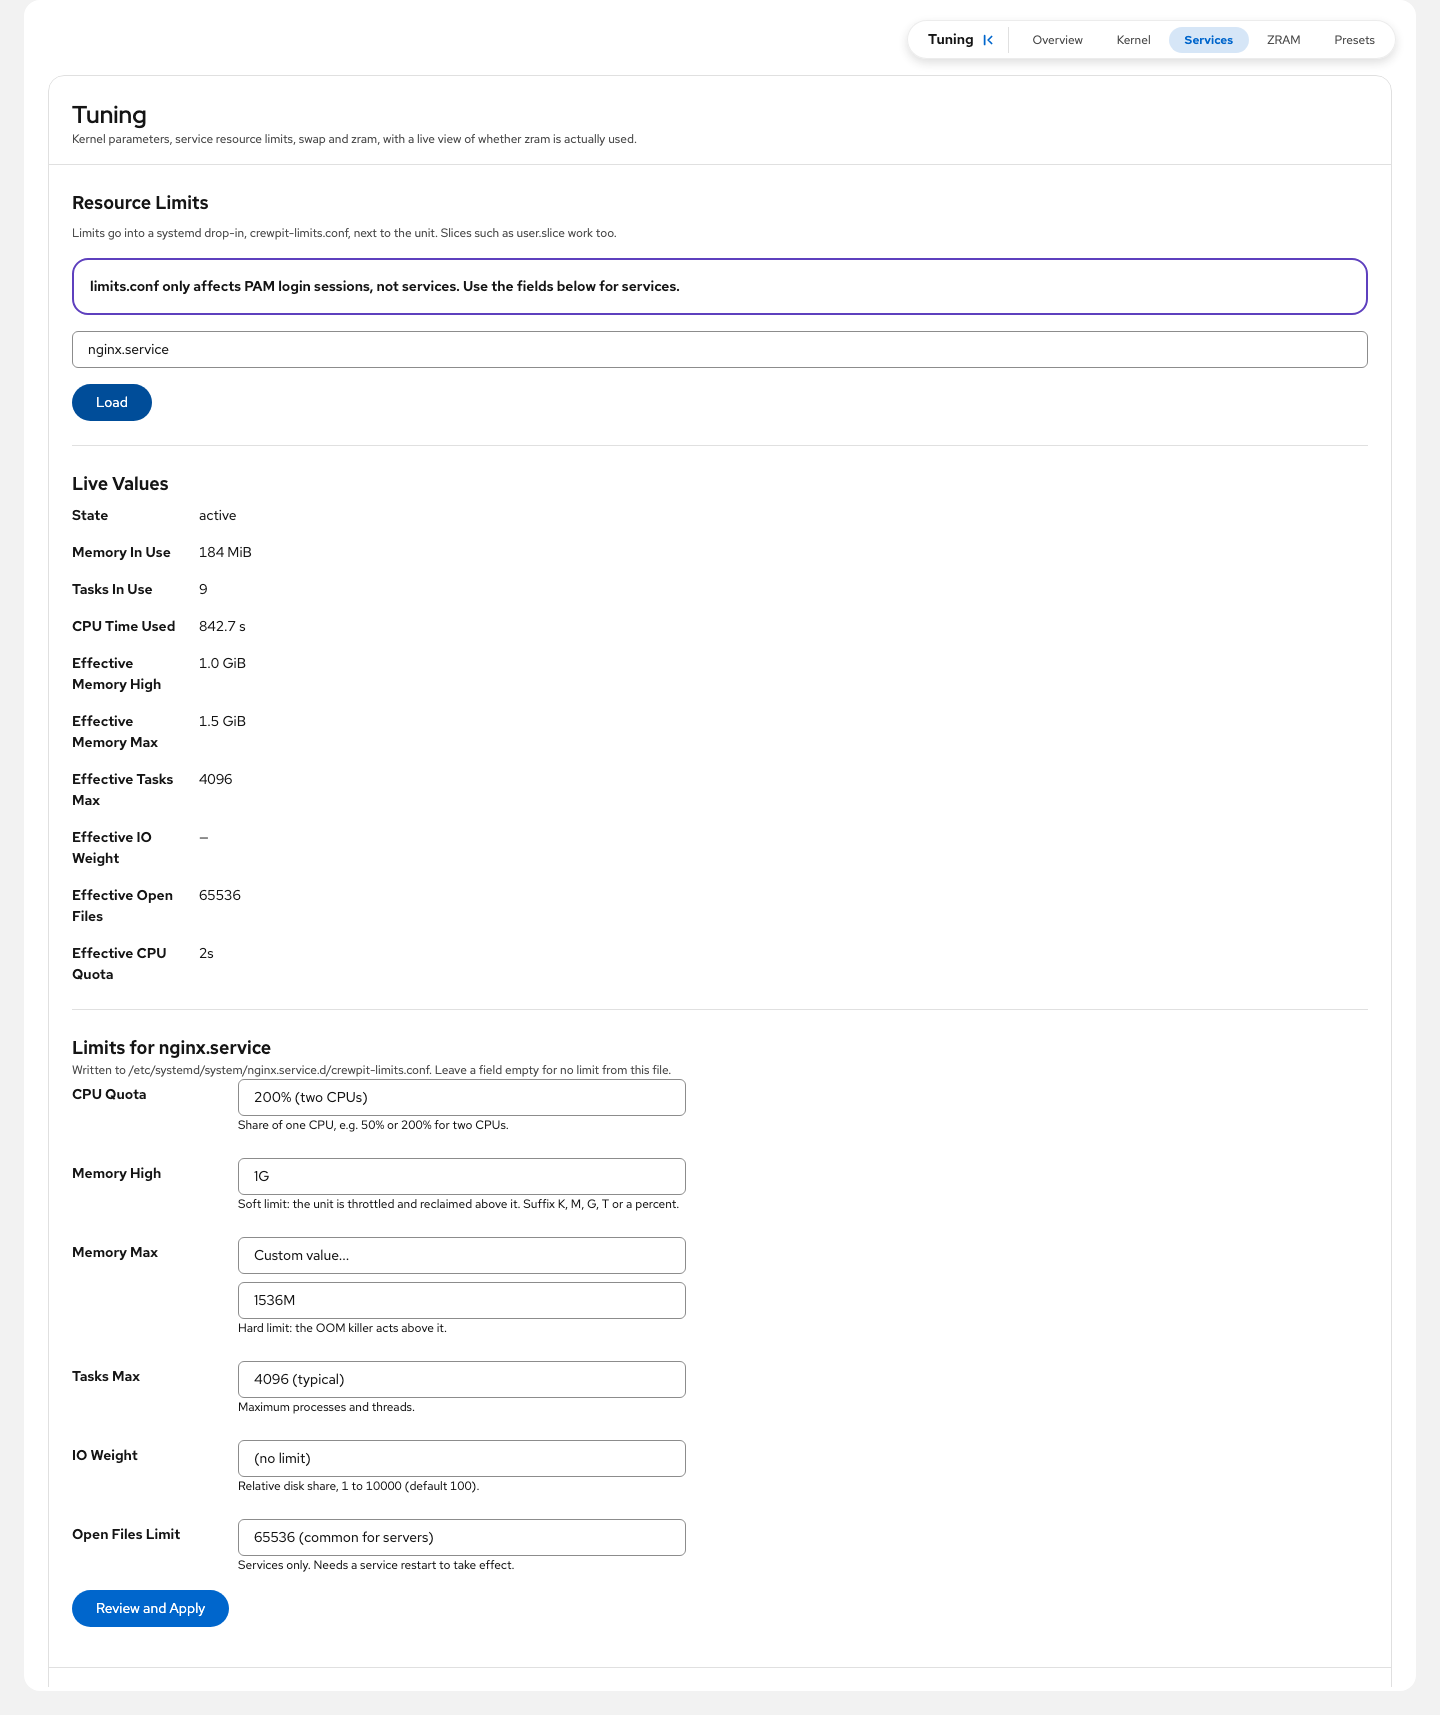 Tuning
Overview
Kernel
Services
ZRAM
Presets
Tuning
Kernel parameters, service resource limits, swap and zram, with a live view of whether zram is actually used.
Resource Limits
Limits go into a systemd drop-in, crewpit-limits.conf, next to the unit. Slices such as user.slice work too.
limits.conf only affects PAM login sessions, not services. Use the fields below for services.
nginx.service
Load
Live Values
State
active
Memory In Use
184 MiB
Tasks In Use
9
CPU Time Used
842.7 s
Effective
Memory High
1.0 GiB
Effective
Memory Max
1.5 GiB
Effective Tasks
Max
4096
Effective IO
Weight
—
Effective Open
Files
65536
Effective CPU
Quota
2s
Limits for nginx.service
Written to /etc/systemd/system/nginx.service.d/crewpit-limits.conf. Leave a field empty for no limit from this file.
CPU Quota
200% (two CPUs)
Share of one CPU, e.g. 50% or 200% for two CPUs.
Memory High
1G
Soft limit: the unit is throttled and reclaimed above it. Suffix K, M, G, T or a percent.
Memory Max
Custom value...
1536M
Hard limit: the OOM killer acts above it.
Tasks Max
4096 (typical)
Maximum processes and threads.
IO Weight
(no limit)
Relative disk share, 1 to 10000 (default 100).
Open Files Limit
65536 (common for servers)
Services only. Needs a service restart to take effect.
Review and Apply